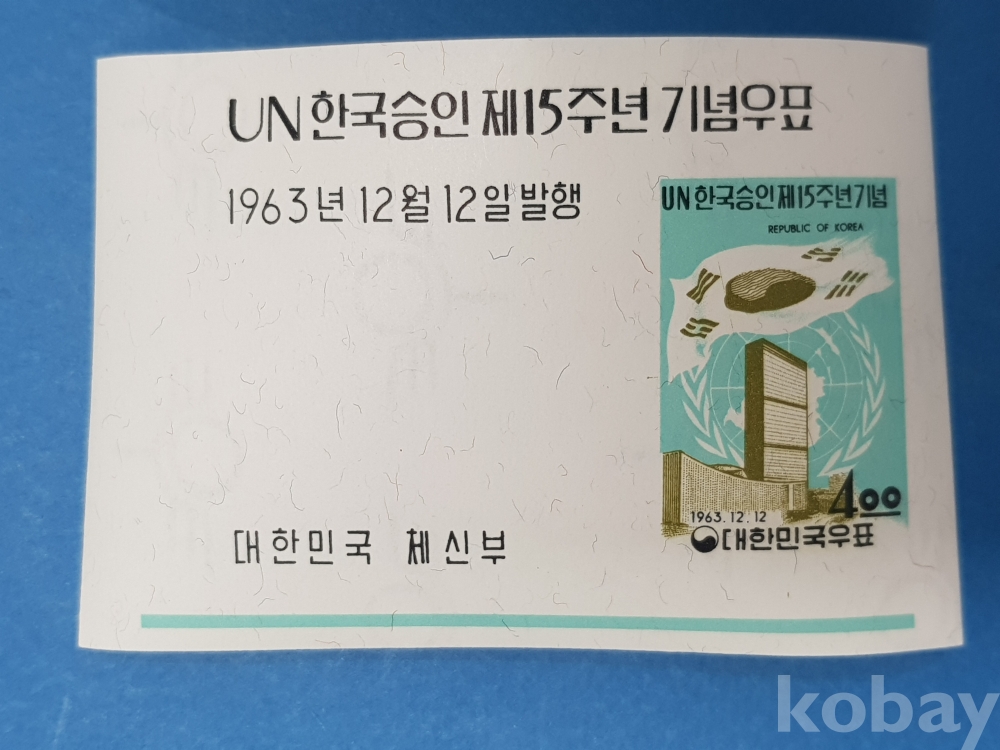 UN 한국승인 제15주년 기념우표
1963년 12월 12일 발행
UN 한국승인 제15주년기념
REPUBLIC OF KOREA
4.00
1963.12.12
대한민국우표
대한민국 체신부
kobay